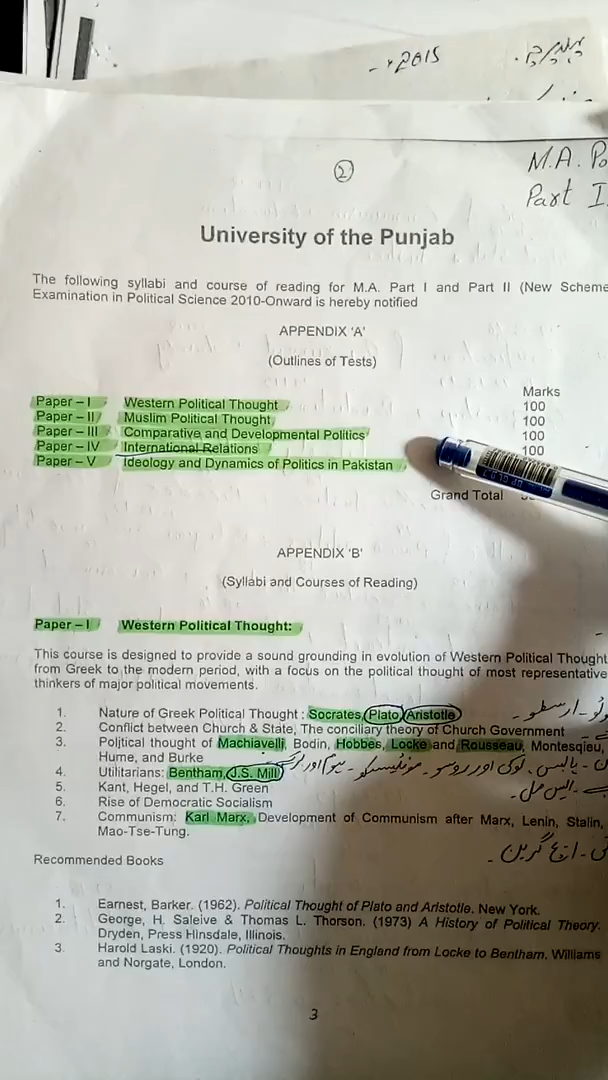 2015
②
M.A. Po
Part I
University of the Punjab
The following syllabi and course of reading for M.A. Part I and Part II (New Scheme
Examination in Political Science 2010-Onward is hereby notified
APPENDIX 'A'
(Outlines of Tests)
Marks
Paper – I Western Political Thought 100
Paper – II Muslim Political Thought 100
Paper – III Comparative and Developmental Politics 100
Paper – IV International Relations 100
Paper – V Ideology and Dynamics of Politics in Pakistan
Grand Total
APPENDIX 'B'
(Syllabi and Courses of Reading)
Paper – I Western Political Thought:
This course is designed to provide a sound grounding in evolution of Western Political Thought
from Greek to the modern period, with a focus on the political thought of most representative
thinkers of major political movements.
1. Nature of Greek Political Thought : Socrates, Plato, Aristotle
ارسطو -
2. Conflict between Church & State, The conciliary theory of Church Government
3. Political thought of Machiavelli, Bodin, Hobbes, Locke and Rousseau, Montesqieu,
Hume, and Burke
ہابس، لوکی اور روسو - مونٹیسکو - ہیوم اور
4. Utilitarians: Bentham, J.S. Mill
5. Kant, Hegel, and T.H. Green
- ایس مل
6. Rise of Democratic Socialism
7. Communism: Karl Marx, Development of Communism after Marx, Lenin, Stalin,
Mao-Tse-Tung.
گرین -
Recommended Books
1. Earnest, Barker. (1962). Political Thought of Plato and Aristotle. New York.
2. George, H. Saleive & Thomas L. Thorson. (1973) A History of Political Theory.
Dryden, Press Hinsdale, Illinois.
3. Harold Laski. (1920). Political Thoughts in England from Locke to Bentham. Williams
and Norgate, London.
3